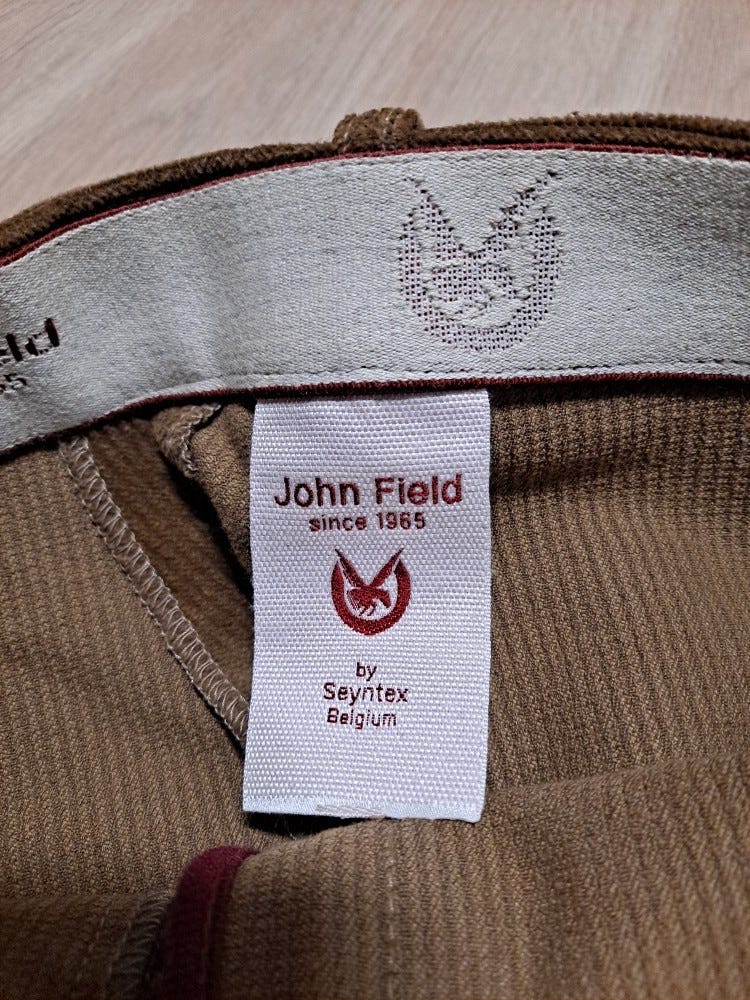 John Field
since 1965
by
Seyntex
Belgium